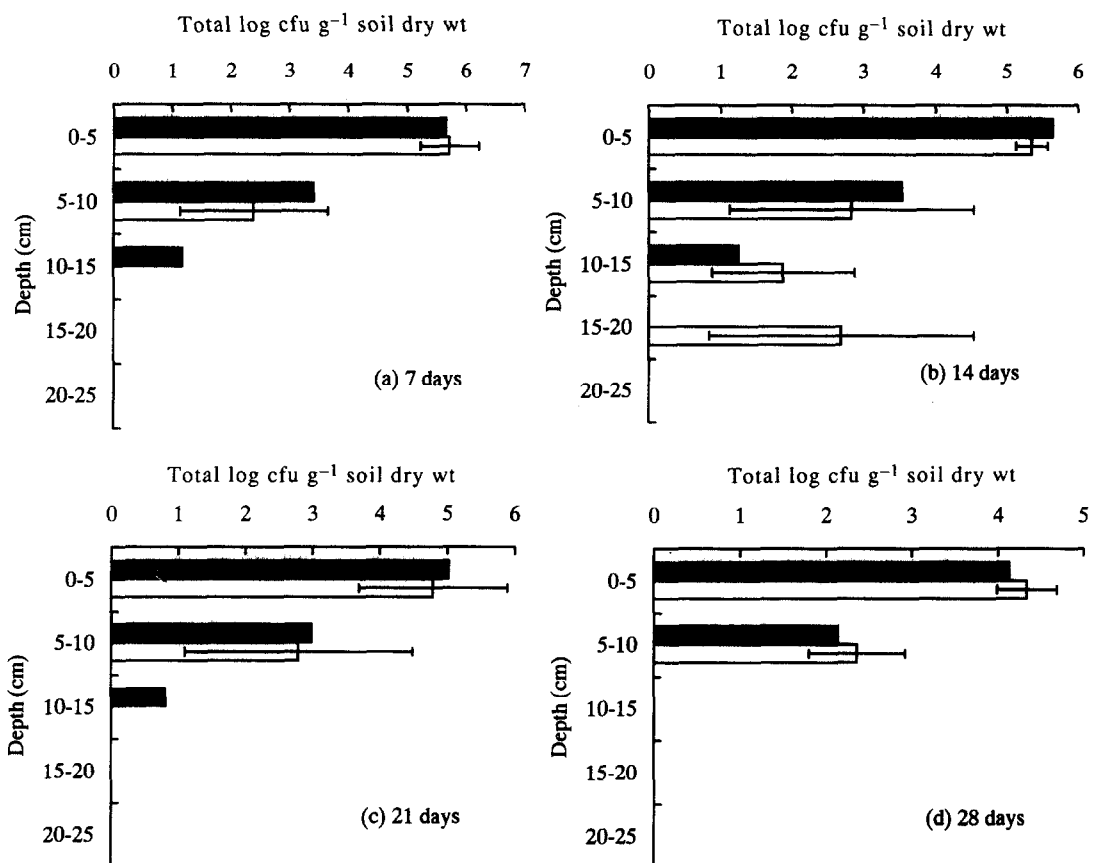 Total log cfu g⁻¹ soil dry wt
0 1 2 3 4 5 6 7
Depth (cm)
0-5
5-10
10-15
15-20
20-25
(a) 7 days
Total log cfu g⁻¹ soil dry wt
0 1 2 3 4 5 6
Depth (cm)
0-5
5-10
10-15
15-20
20-25
(b) 14 days
Total log cfu g⁻¹ soil dry wt
0 1 2 3 4 5 6
Depth (cm)
0-5
5-10
10-15
15-20
20-25
(c) 21 days
Total log cfu g⁻¹ soil dry wt
0 1 2 3 4 5
Depth (cm)
0-5
5-10
10-15
15-20
20-25
(d) 28 days